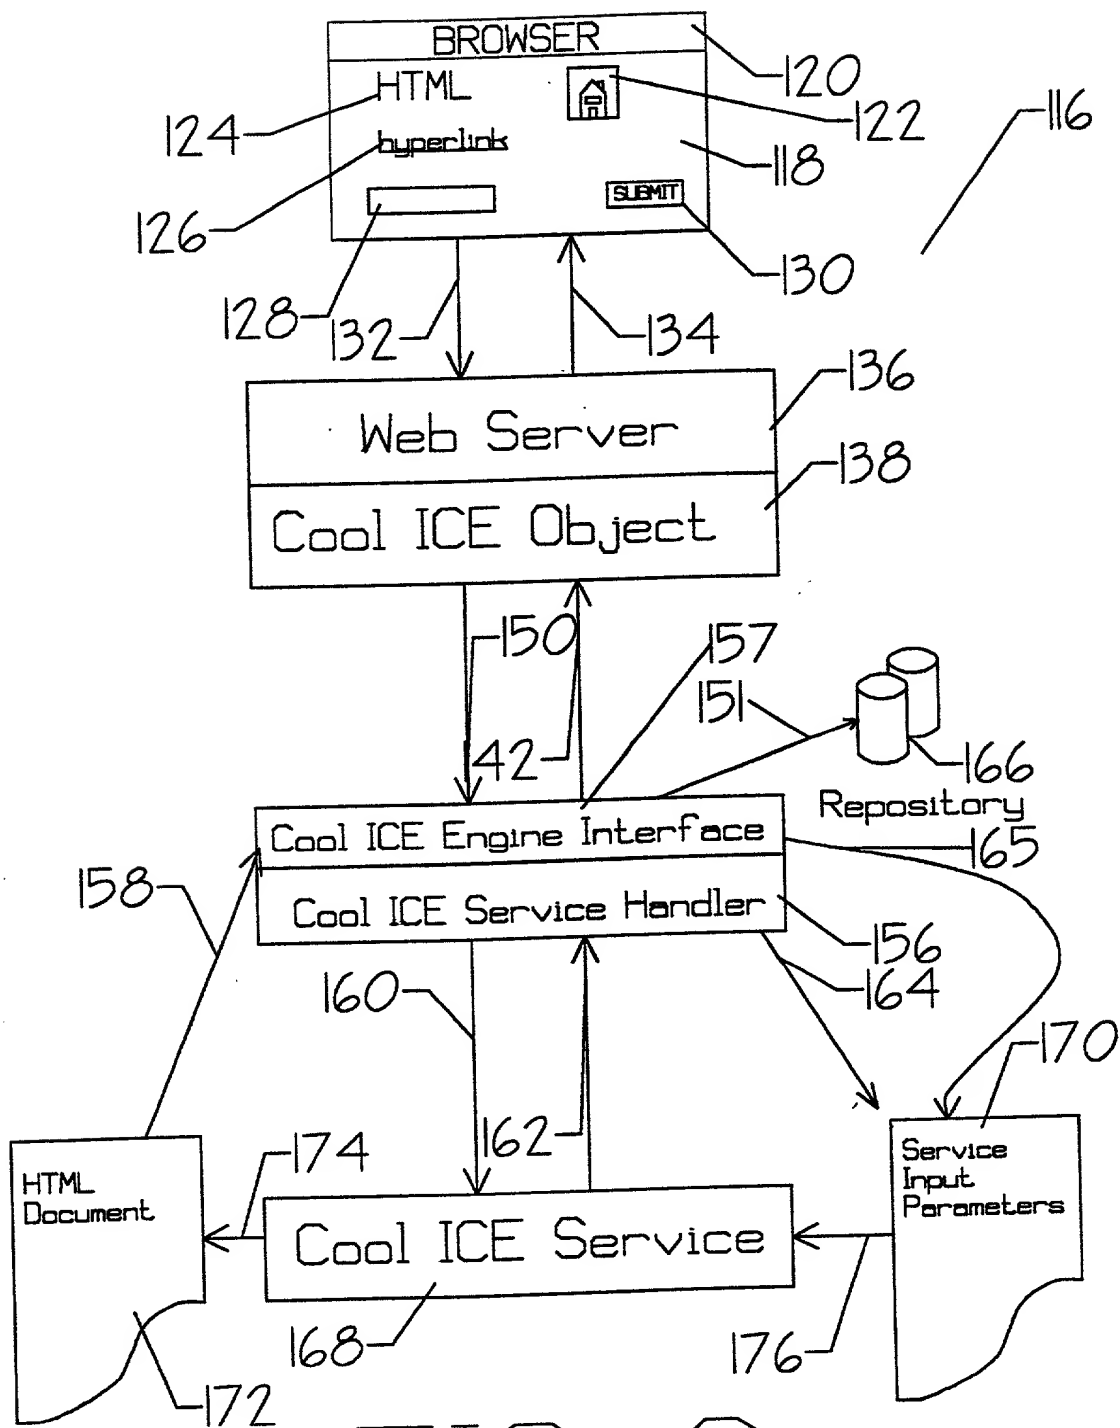 BROWSER
120
HTML
124
122
116
hyperlink
118
126
SUBMIT
130
128
132
134
136
Web Server
138
Cool ICE Object
150
157
151
142
166
Repository
Cool ICE Engine Interface
165
158
Cool ICE Service Handler
156
160
164
170
162
174
Service
Input
Parameters
HTML
Document
Cool ICE Service
168
176
172